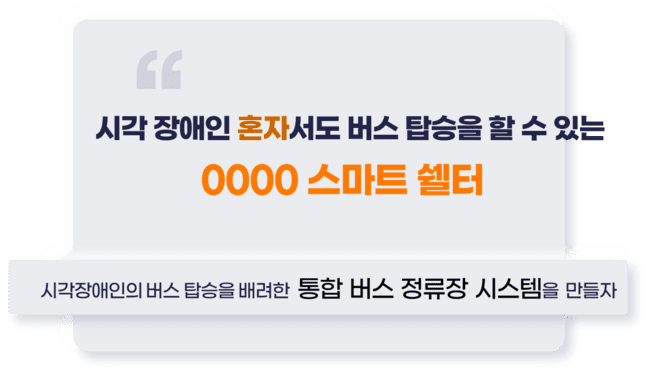 시각 장애인 혼자서도 버스 탑승을 할 수 있는
OOOO 스마트 쉘터
시각장애인의 버스 탑승을 배려한 통합 버스 정류장 시스템을 만들자